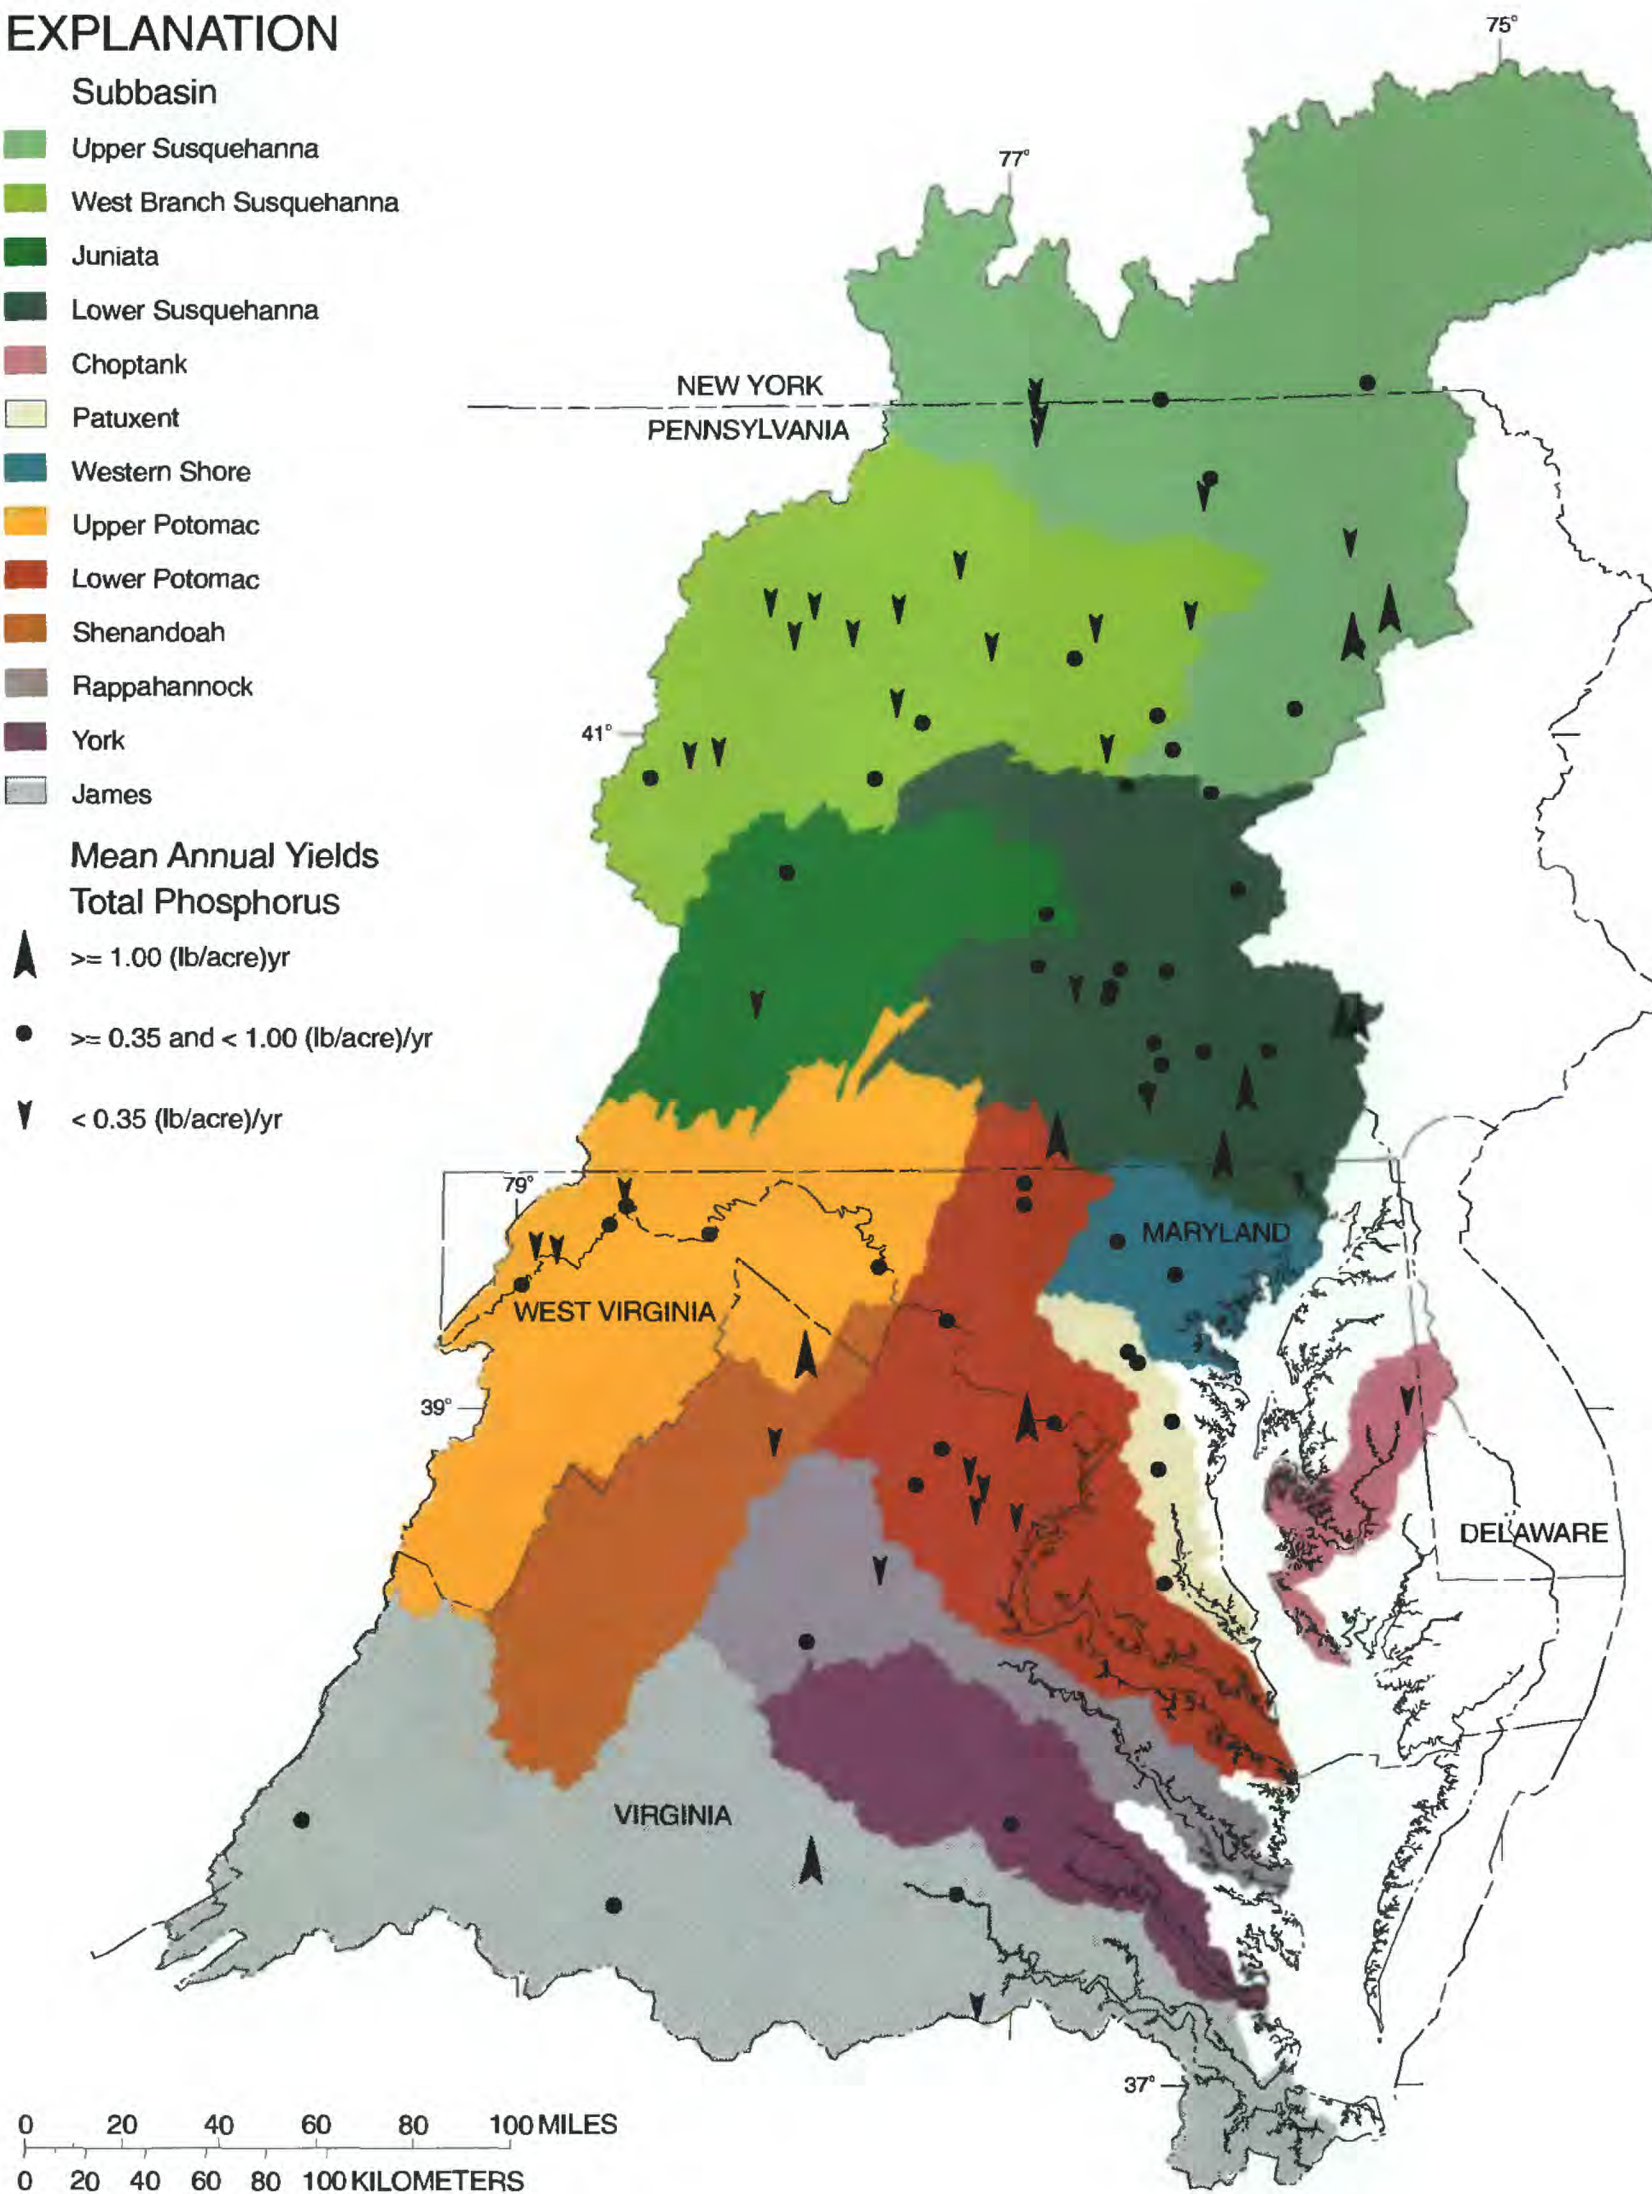 EXPLANATION
Subbasin
Upper Susquehanna
West Branch Susquehanna
Juniata
Lower Susquehanna
Choptank
Patuxent
Western Shore
Upper Potomac
Lower Potomac
Shenandoah
Rappahannock
York
James
Mean Annual Yields
Total Phosphorus
>= 1.00 (lb/acre)yr
>= 0.35 and < 1.00 (lb/acre)/yr
< 0.35 (lb/acre)/yr
75°
77°
NEW YORK
PENNSYLVANIA
41°
79°
MARYLAND
WEST VIRGINIA
39°
DELAWARE
VIRGINIA
37°
0 20 40 60 80 100 MILES
0 20 40 60 80 100 KILOMETERS